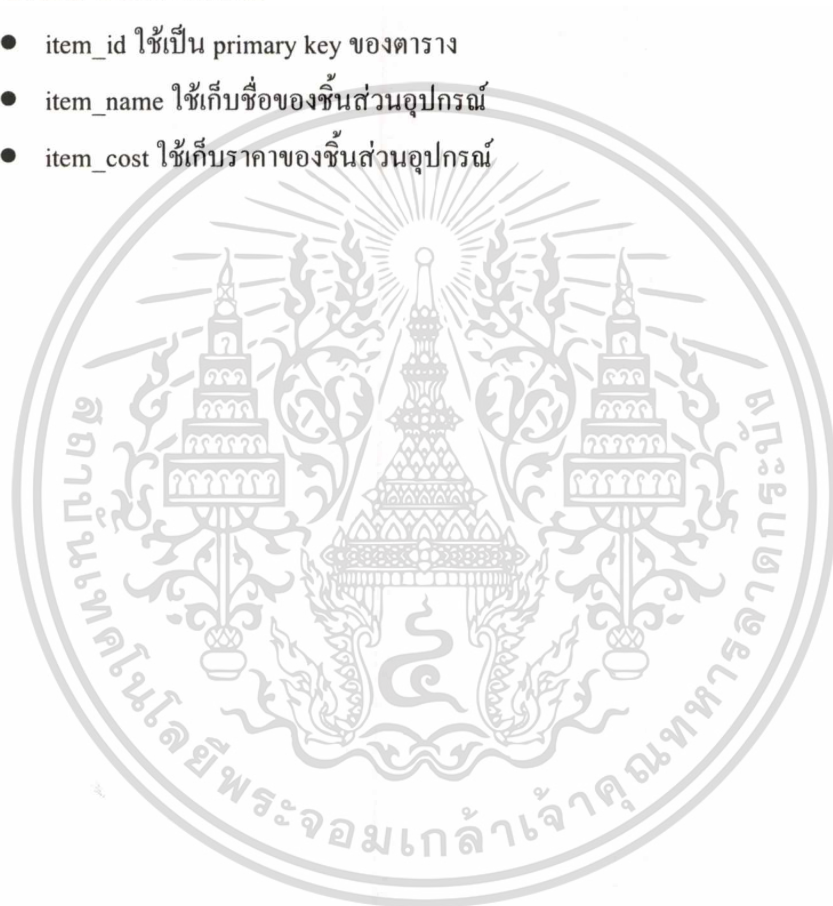 ● item_id ใช้เป็น primary key ของตาราง
● item_name ใช้เก็บชื่อของชิ้นส่วนอุปกรณ์
● item_cost ใช้เก็บราคาของชิ้นส่วนอุปกรณ์
สถาบันเทคโนโลยีพระจอมเกล้าเจ้าคุณทหารลาดกระบัง
๔